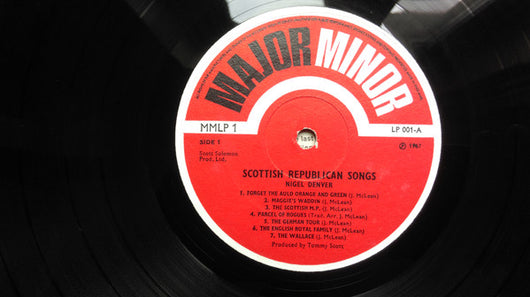 MAJOR MINOR
MMLP 1
LP 001-A
SIDE 1
℗ 1967
Scott Solomon
Prod. Ltd.
last
SCOTTISH REPUBLICAN SONGS
NIGEL DENVER
1. FORGET THE AULD ORANGE AND GREEN (J. McLean)
2. MAGGIE'S WADDIN (J. McLean)
3. THE SCOTTISH M.P. (J. McLean)
4. PARCEL OF ROGUES (Trad. Arr. J. McLean)
5. THE GERMAN TOUR (J. McLean)
6. THE ENGLISH ROYAL FAMILY (J. McLean)
7. THE WALLACE (J. McLean)
Produced by Tommy Scott